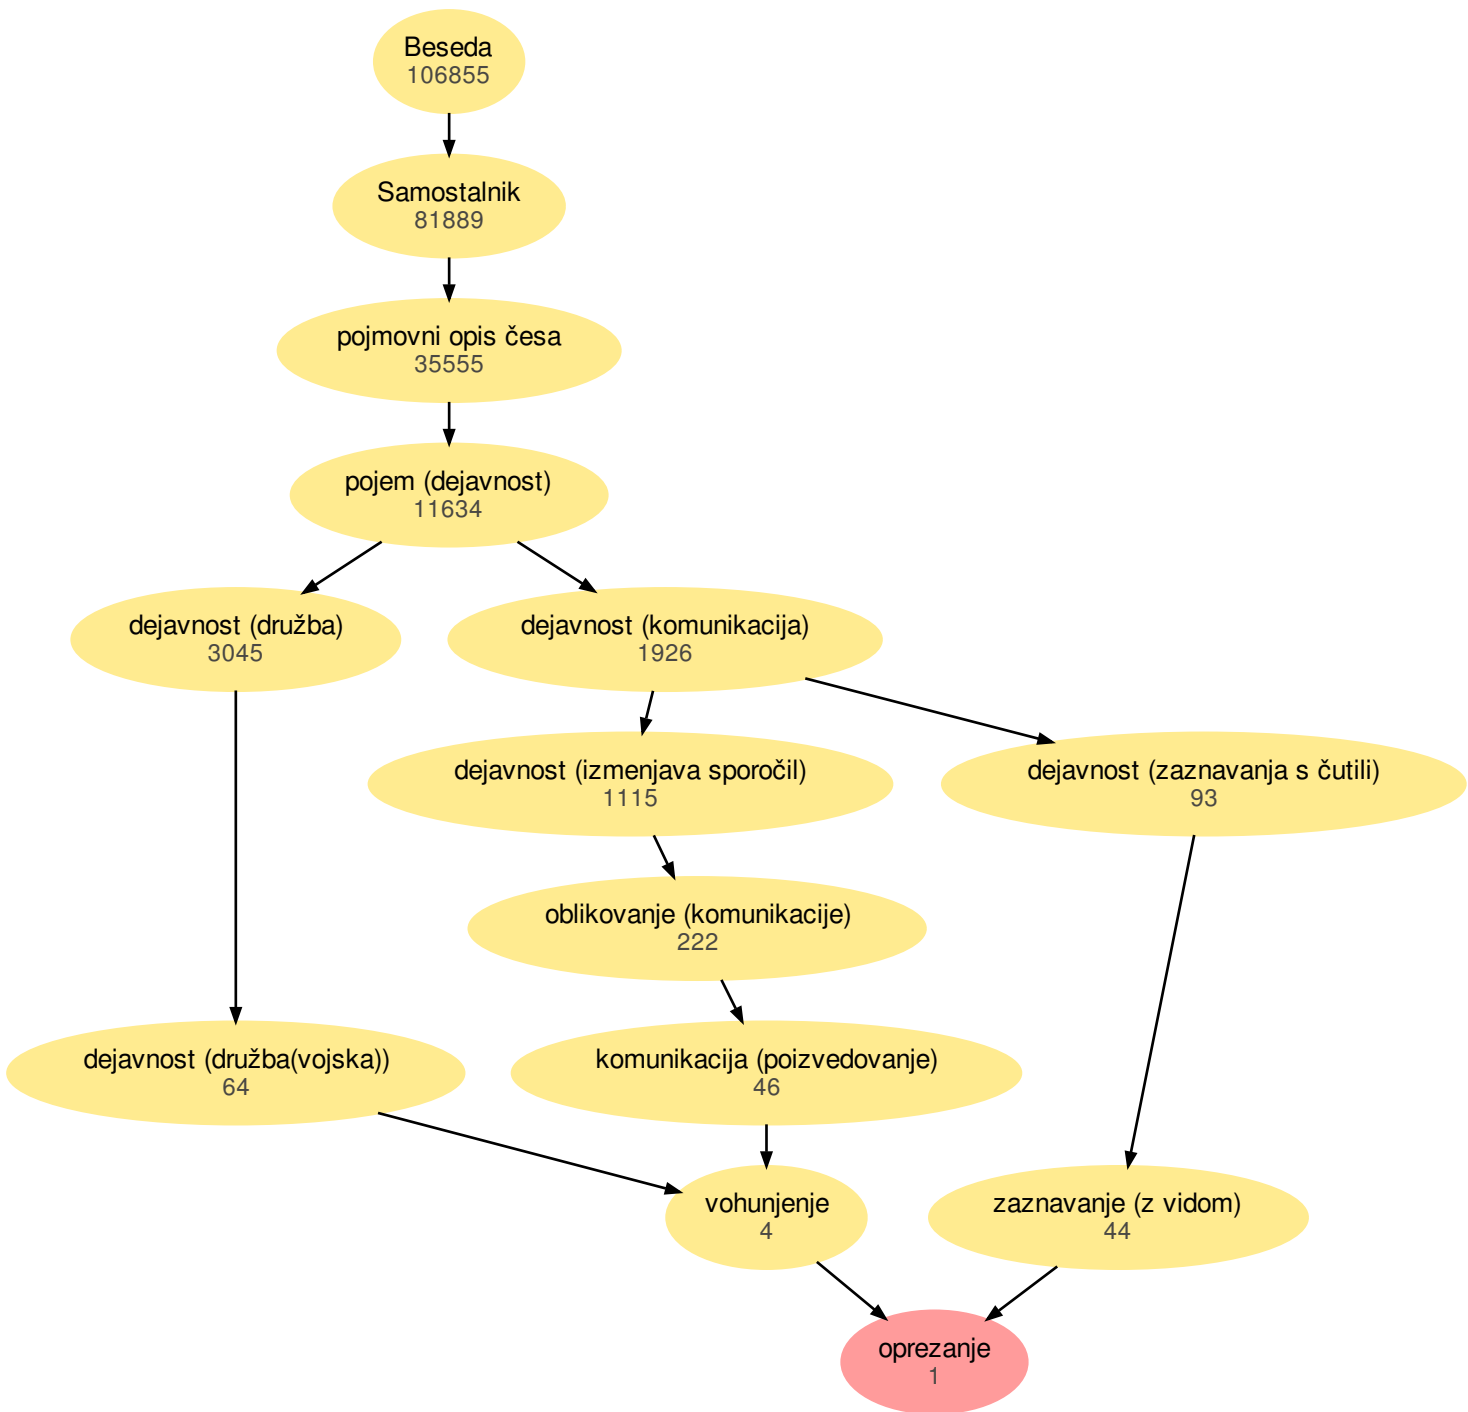 Beseda
106855
Samostalnik
81889
pojmovni opis česa
35555
pojem (dejavnost)
11634
dejavnost (družba)
3045
dejavnost (komunikacija)
1926
dejavnost (izmenjava sporočil)
1115
dejavnost (zaznavanja s čutili)
93
oblikovanje (komunikacije)
222
dejavnost (družba(vojska))
64
komunikacija (poizvedovanje)
46
vohunjenje
4
zaznavanje (z vidom)
44
oprezanje
1